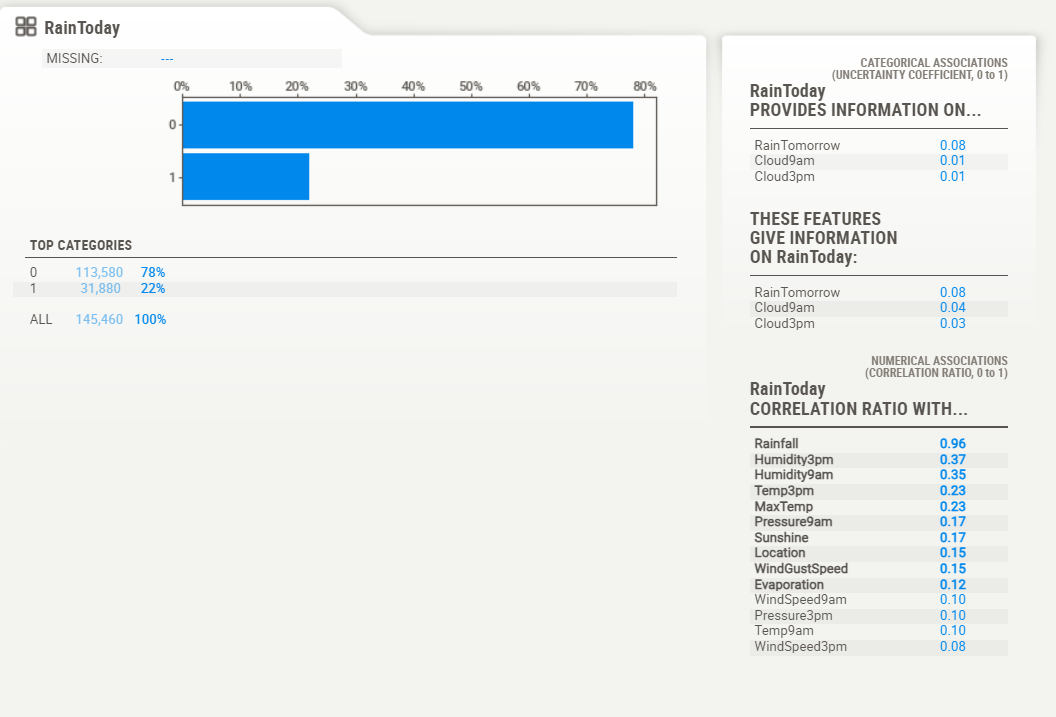 RainToday
MISSING: ---
0% 10% 20% 30% 40% 50% 60% 70% 80%
0
1
TOP CATEGORIES
0 113,580 78%
1 31,880 22%
ALL 145,460 100%
CATEGORICAL ASSOCIATIONS
(UNCERTAINTY COEFFICIENT, 0 to 1)
RainToday
PROVIDES INFORMATION ON...
RainTomorrow 0.08
Cloud9am 0.01
Cloud3pm 0.01
THESE FEATURES
GIVE INFORMATION
ON RainToday:
RainTomorrow 0.08
Cloud9am 0.04
Cloud3pm 0.03
NUMERICAL ASSOCIATIONS
(CORRELATION RATIO, 0 to 1)
RainToday
CORRELATION RATIO WITH...
Rainfall 0.96
Humidity3pm 0.37
Humidity9am 0.35
Temp3pm 0.23
MaxTemp 0.23
Pressure9am 0.17
Sunshine 0.17
Location 0.15
WindGustSpeed 0.15
Evaporation 0.12
WindSpeed9am 0.10
Pressure3pm 0.10
Temp9am 0.10
WindSpeed3pm 0.08